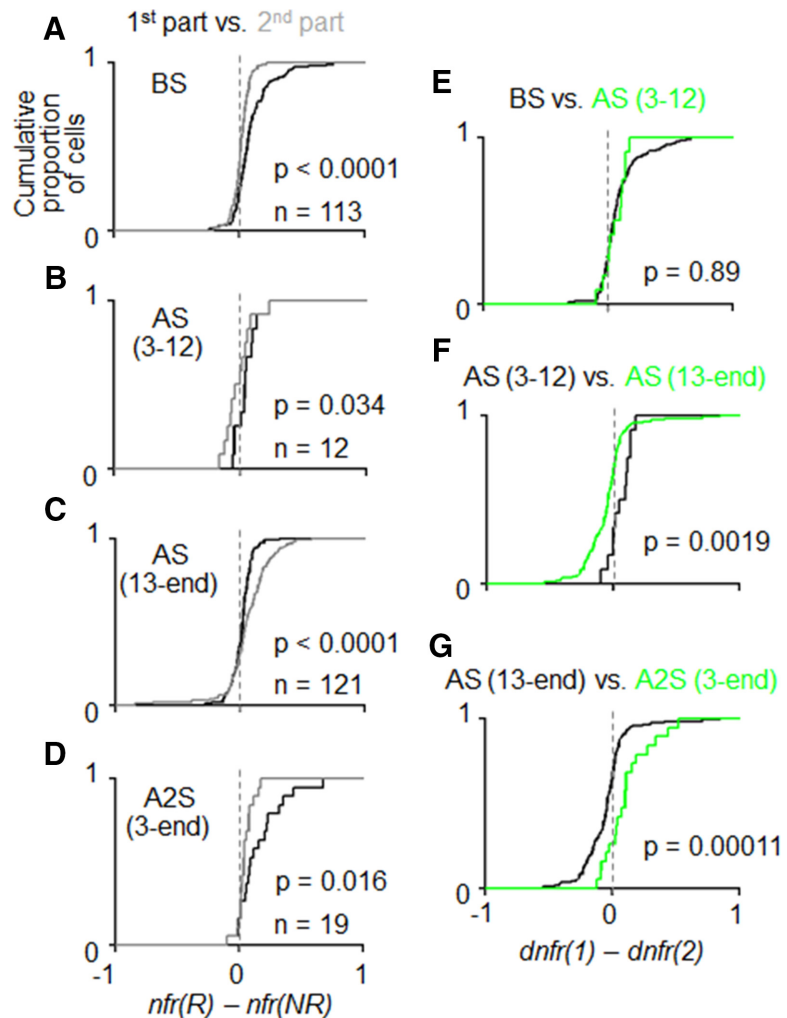 A
1st part vs. 2nd part
Cumulative
proportion
of cells
1
BS
p < 0.0001
n = 113
0
B
1
AS
(3-12)
p = 0.034
n = 12
0
C
1
AS
(13-end)
p < 0.0001
n = 121
0
D
1
A2S
(3-end)
p = 0.016
n = 19
0
-1
0
1
nfr(R) – nfr(NR)
E
BS vs. AS (3-12)
1
p = 0.89
0
F
AS (3-12) vs. AS (13-end)
1
p = 0.0019
0
G
AS (13-end) vs. A2S (3-end)
1
p = 0.00011
0
-1
0
1
dnfr(1) – dnfr(2)